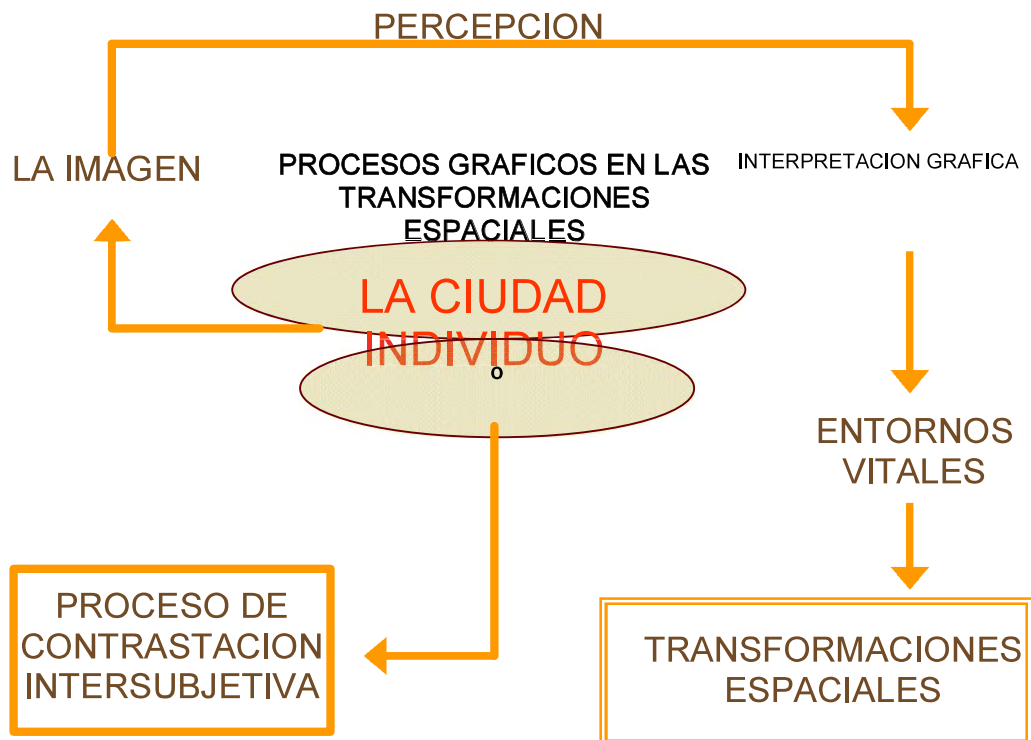 PERCEPCION
LA IMAGEN
PROCESOS GRAFICOS EN LAS
TRANSFORMACIONES
ESPACIALES
INTERPRETACION GRAFICA
LA CIUDAD
INDIVIDUO
o
ENTORNOS
VITALES
PROCESO DE
CONTRASTACION
INTERSUBJETIVA
TRANSFORMACIONES
ESPACIALES